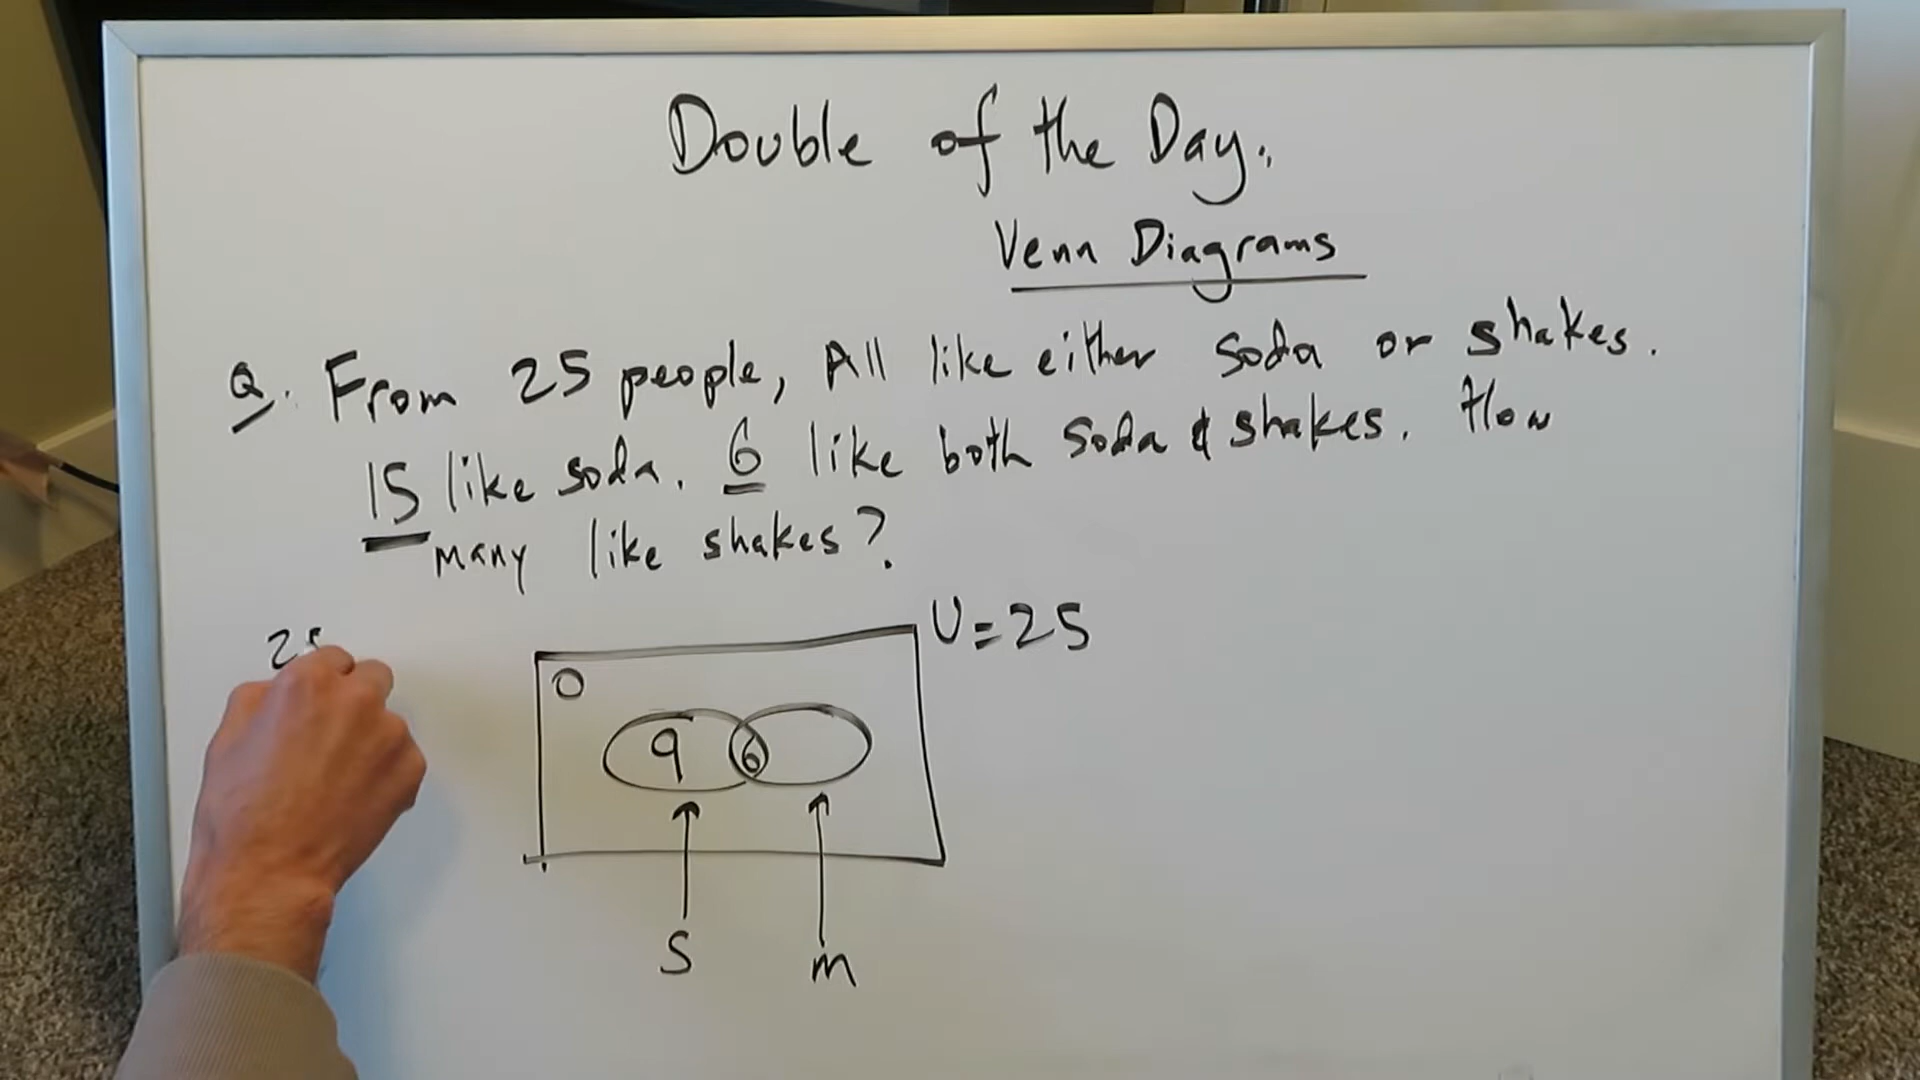 Double of the Day.
Venn Diagrams
Q. From 25 people, All like either soda or shakes.
15 like soda. 6 like both soda & shakes. How
many like shakes?
25
U=25
0
9 6
S m